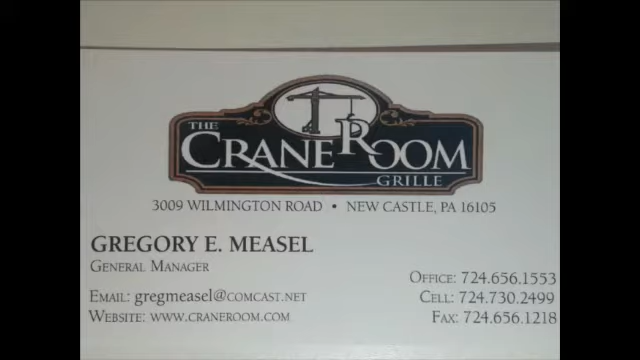 THE
CRANE ROOM
GRILLE
3009 WILMINGTON ROAD • NEW CASTLE, PA 16105
GREGORY E. MEASEL
GENERAL MANAGER
OFFICE: 724.656.1553
EMAIL: gregmeasel@COMCAST.NET
CELL: 724.730.2499
WEBSITE: WWW.CRANEROOM.COM
FAX: 724.656.1218